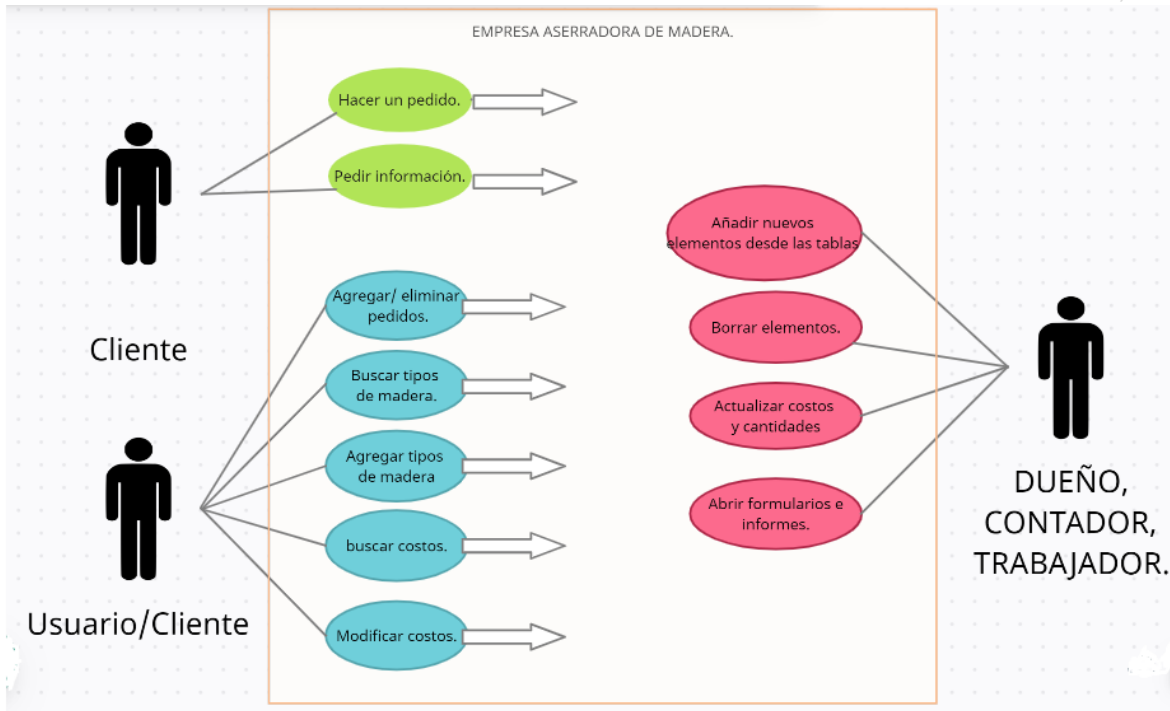 EMPRESA ASERRADORA DE MADERA.
Hacer un pedido.
Pedir información.
Cliente
Agregar/ eliminar
pedidos.
Buscar tipos
de madera.
Agregar tipos
de madera
buscar costos.
Modificar costos.
Usuario/Cliente
Añadir nuevos
elementos desde las tablas
Borrar elementos.
Actualizar costos
y cantidades
Abrir formularios e
informes.
DUEÑO,
CONTADOR,
TRABAJADOR.